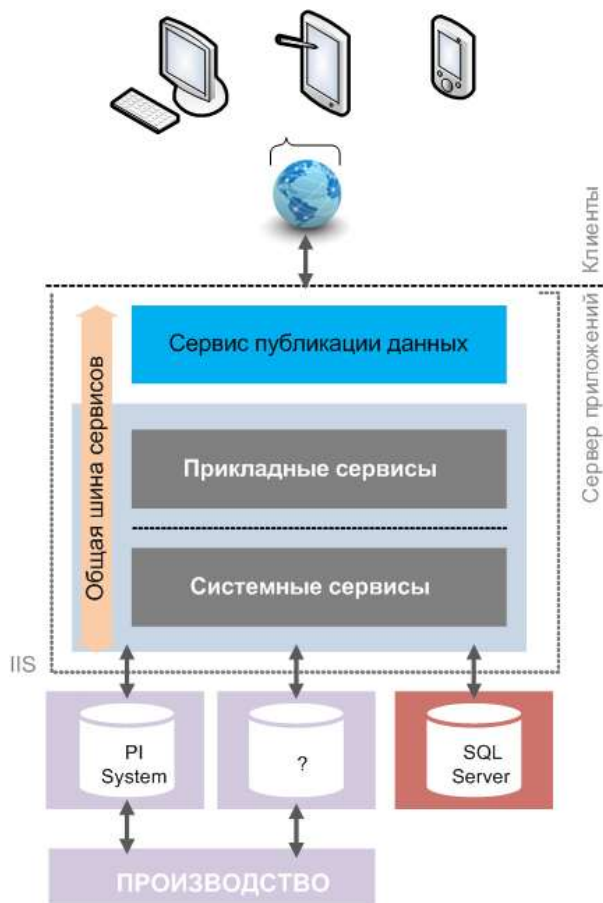 Клиенты
Сервер приложений
Общая шина сервисов
Сервис публикации данных
Прикладные сервисы
Системные сервисы
IIS
PI
System
?
SQL
Server
ПРОИЗВОДСТВО